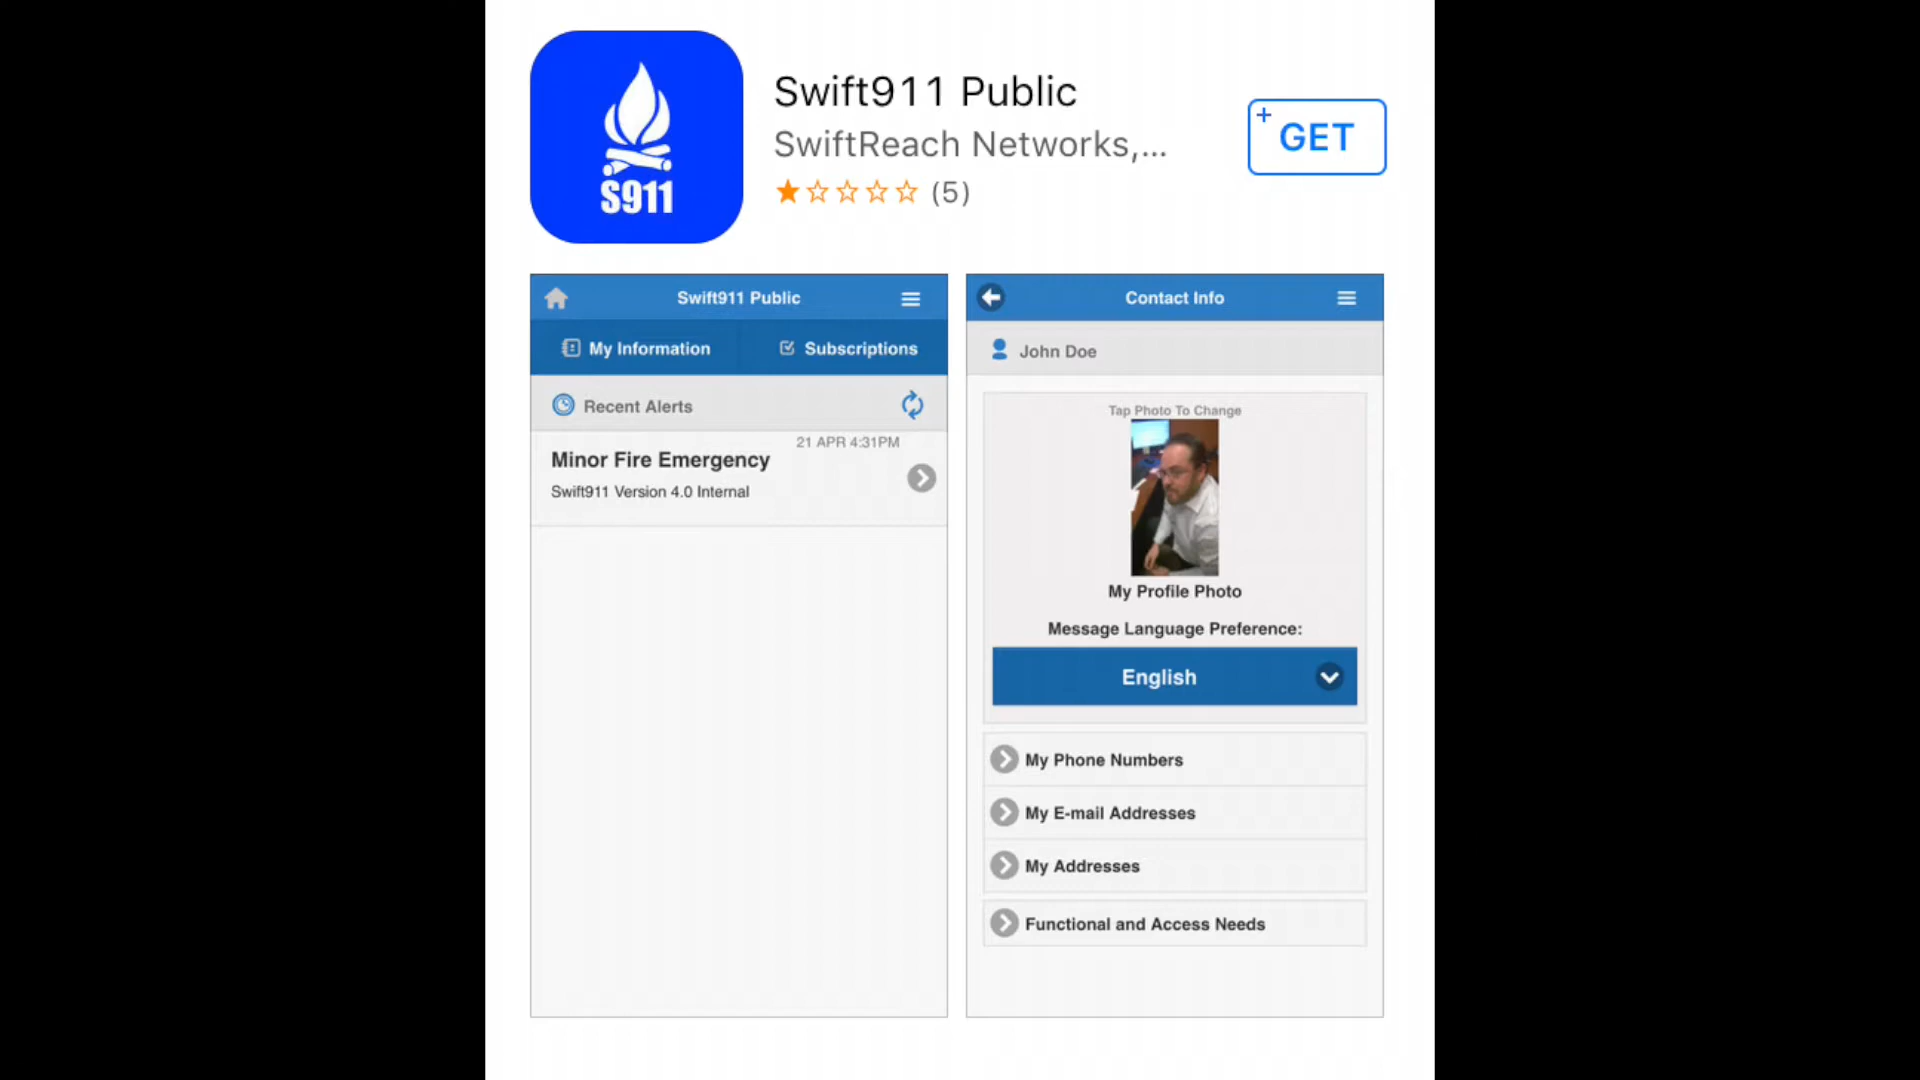 S911
Swift911 Public
SwiftReach Networks,...
(5)
GET
Swift911 Public
My Information
Subscriptions
Recent Alerts
21 APR 4:31PM
Minor Fire Emergency
Swift911 Version 4.0 Internal
Contact Info
John Doe
Tap Photo To Change
My Profile Photo
Message Language Preference:
English
My Phone Numbers
My E-mail Addresses
My Addresses
Functional and Access Needs